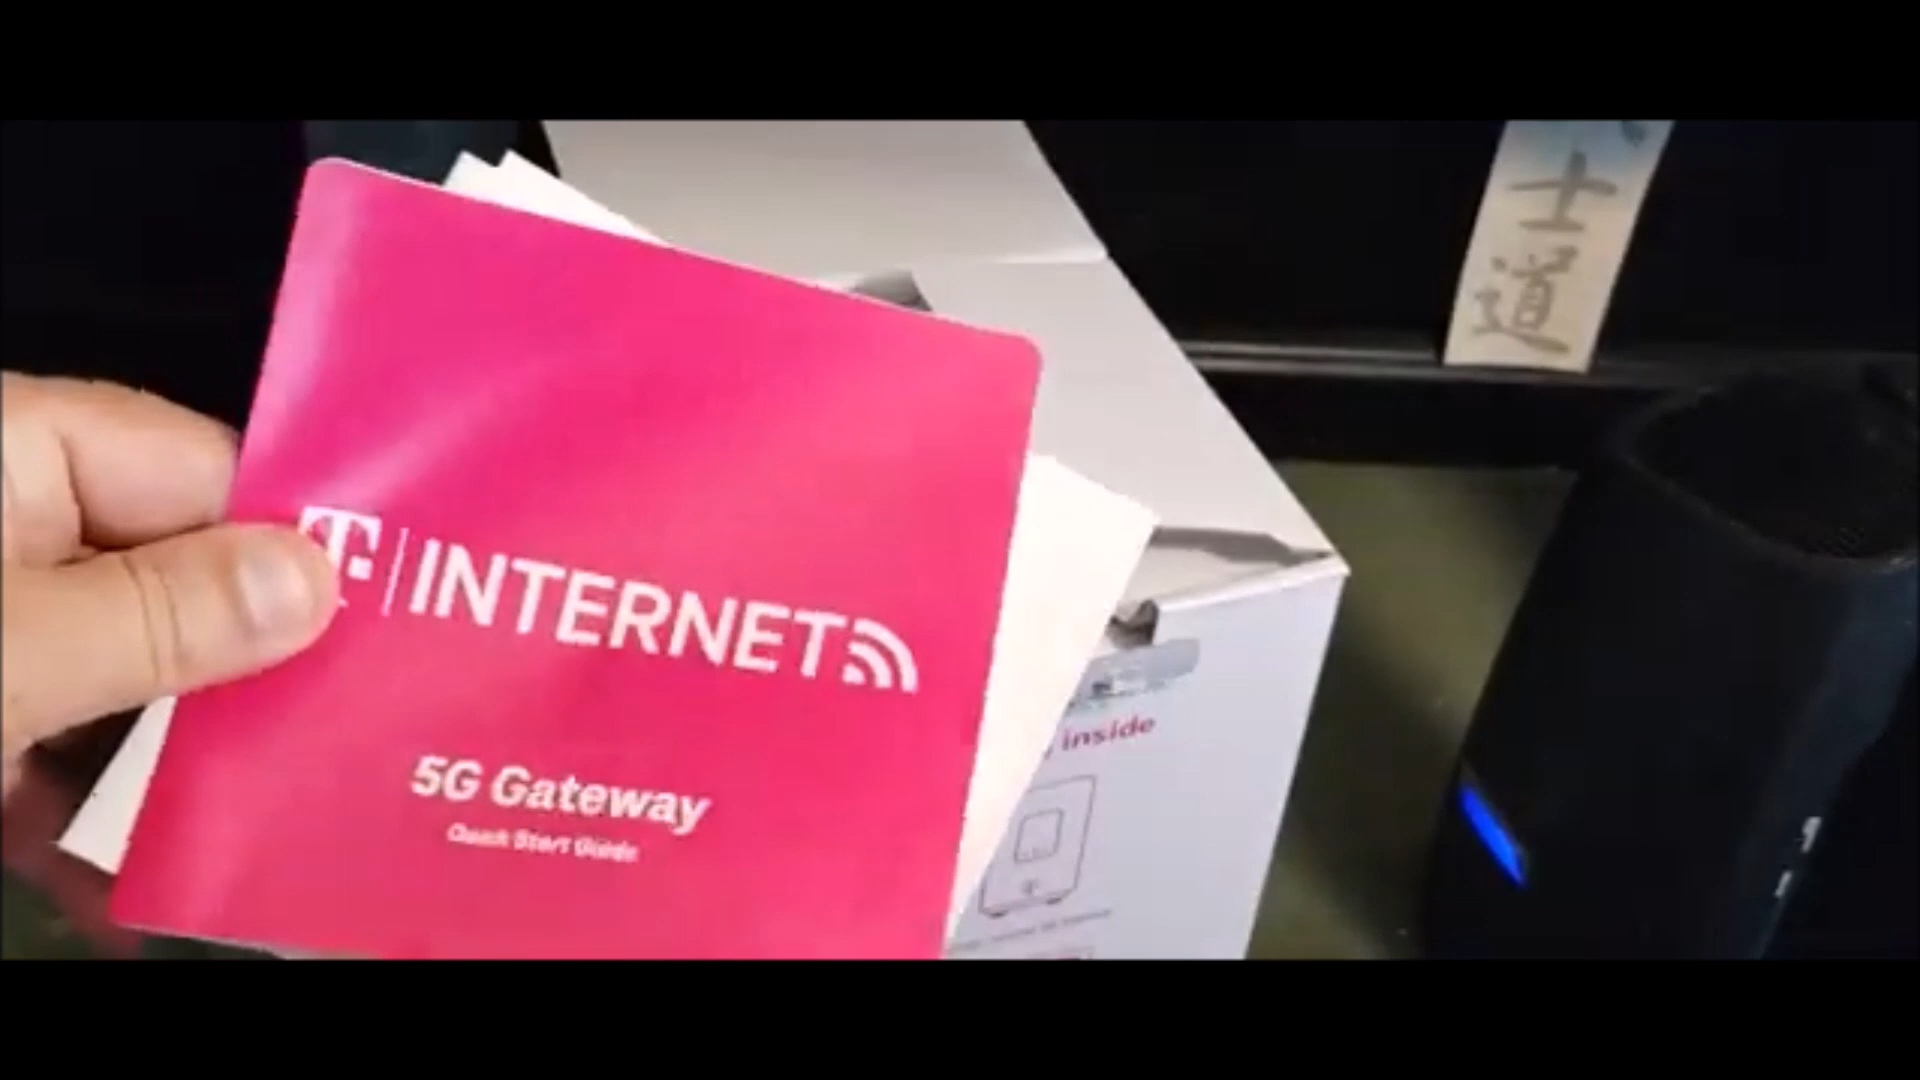 T INTERNET
5G Gateway
Quick Start Guide
inside
士
道